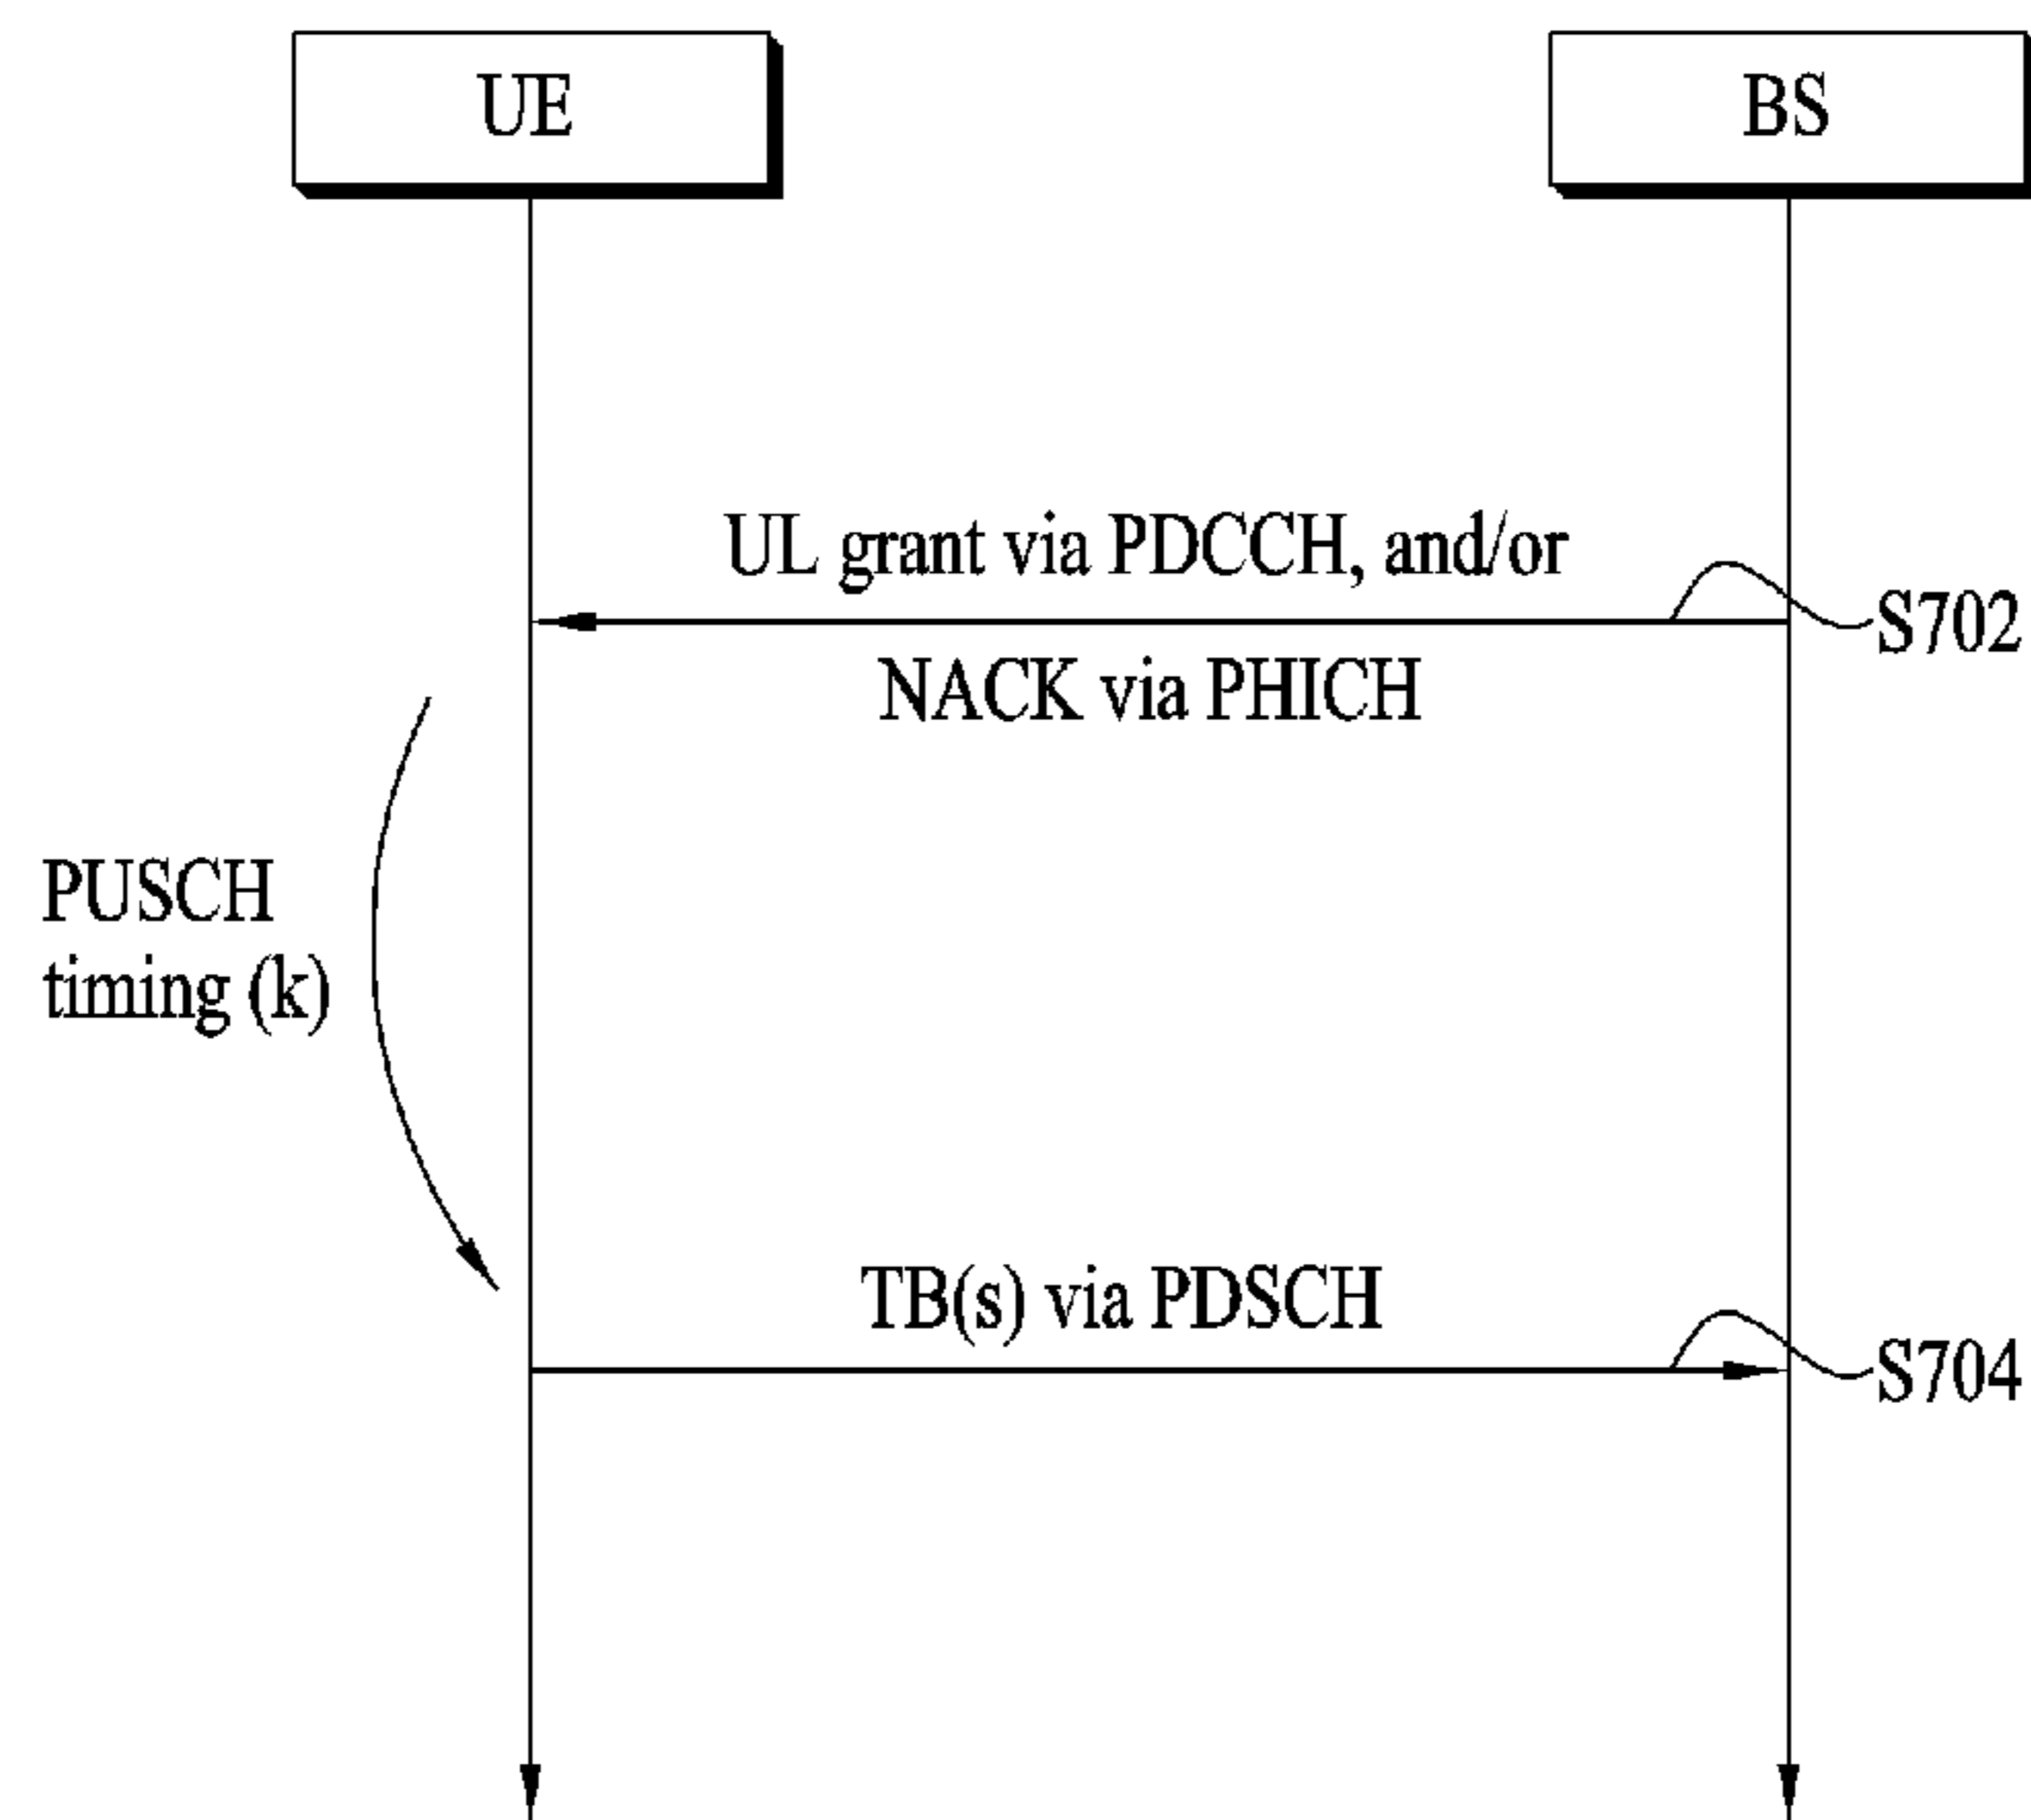 UE
BS
UL grant via PDCCH, and/or
S702
NACK via PHICH
PUSCH
timing (k)
TB(s) via PDSCH
S704